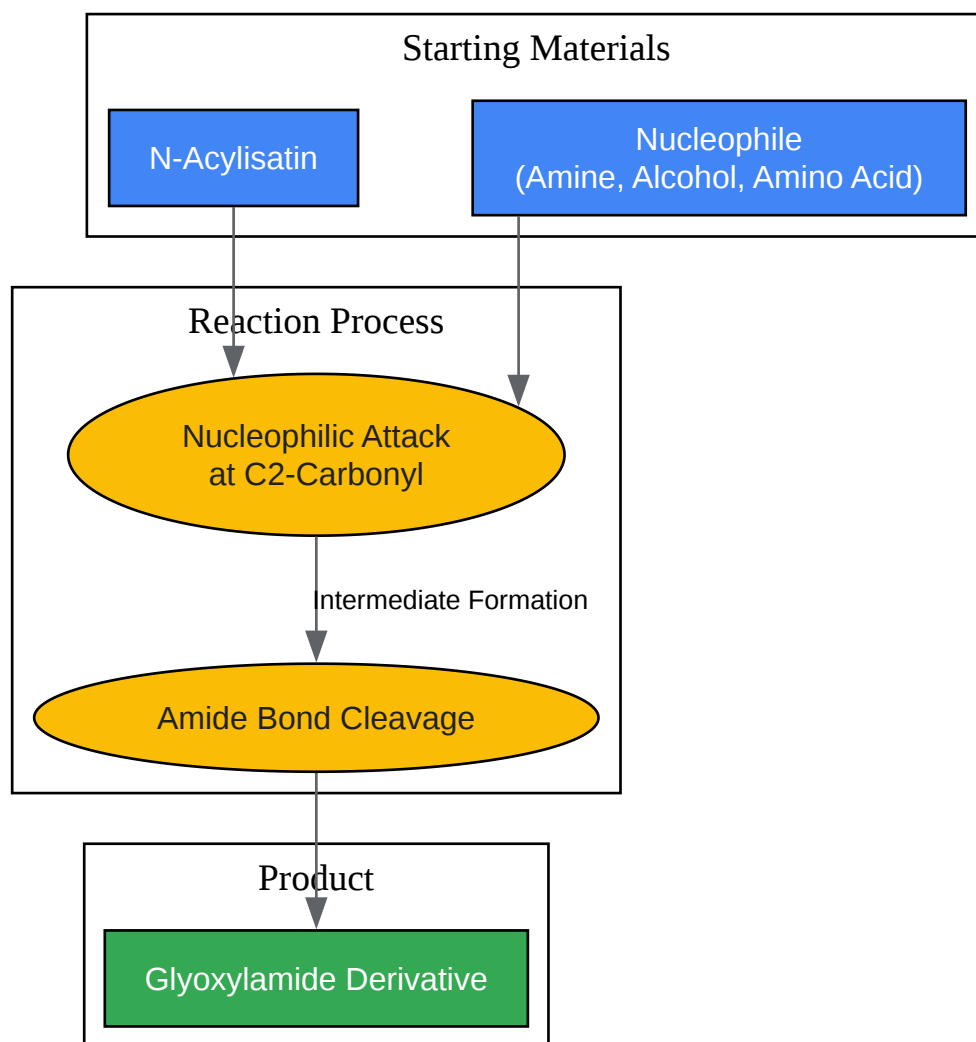 Starting Materials
N-Acylisatin
Nucleophile
(Amine, Alcohol, Amino Acid)
Reaction Process
Nucleophilic Attack
at C2-Carbonyl
Intermediate Formation
Amide Bond Cleavage
Product
Glyoxylamide Derivative